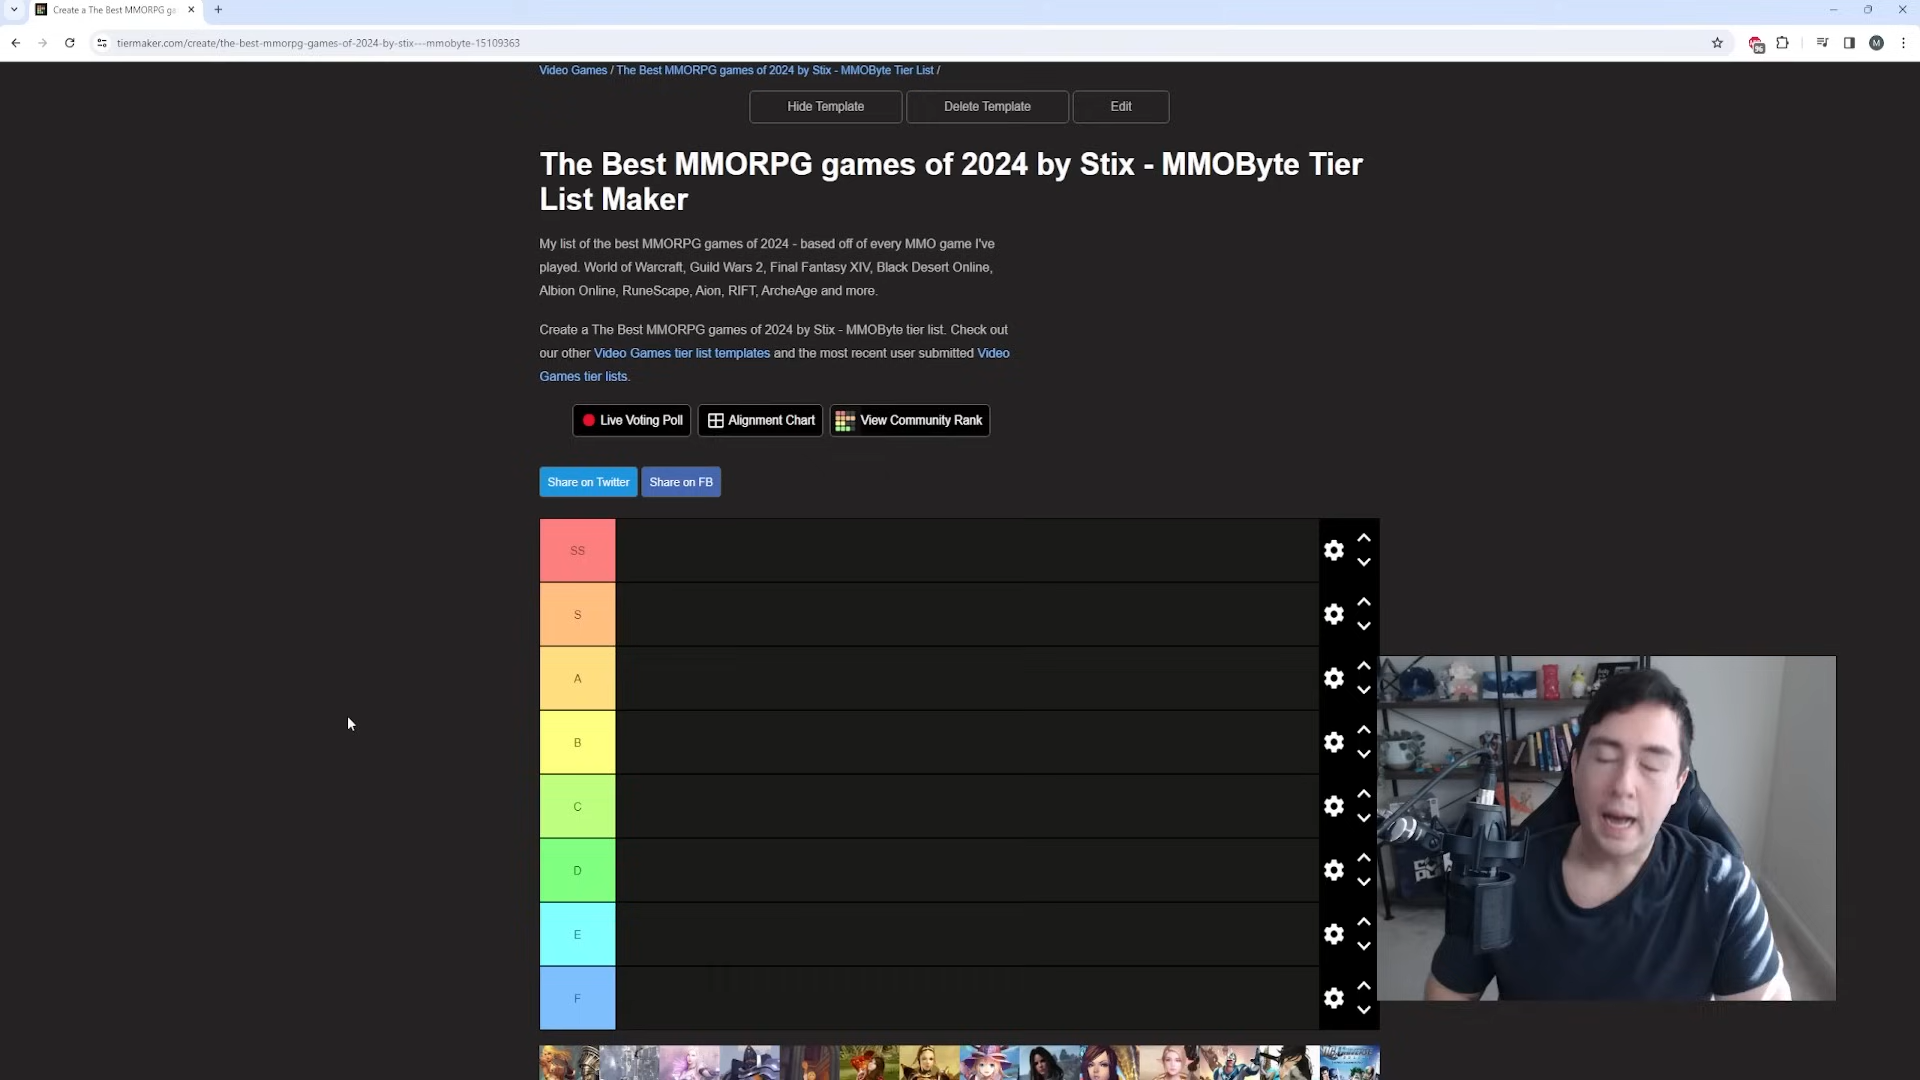 Create a The Best MMORPG ga
tiermaker.com/create/the-best-mmorpg-games-of-2024-by-stix---mmobyte-15109363
96
M
Video Games / The Best MMORPG games of 2024 by Stix - MMOByte Tier List /
Hide Template
Delete Template
Edit
The Best MMORPG games of 2024 by Stix - MMOByte Tier
List Maker
My list of the best MMORPG games of 2024 - based off of every MMO game I've
played. World of Warcraft, Guild Wars 2, Final Fantasy XIV, Black Desert Online,
Albion Online, RuneScape, Aion, RIFT, ArcheAge and more.
Create a The Best MMORPG games of 2024 by Stix - MMOByte tier list. Check out
our other Video Games tier list templates and the most recent user submitted Video
Games tier lists.
Live Voting Poll
Alignment Chart
View Community Rank
Share on Twitter
Share on FB
SS
S
A
B
C
D
E
F